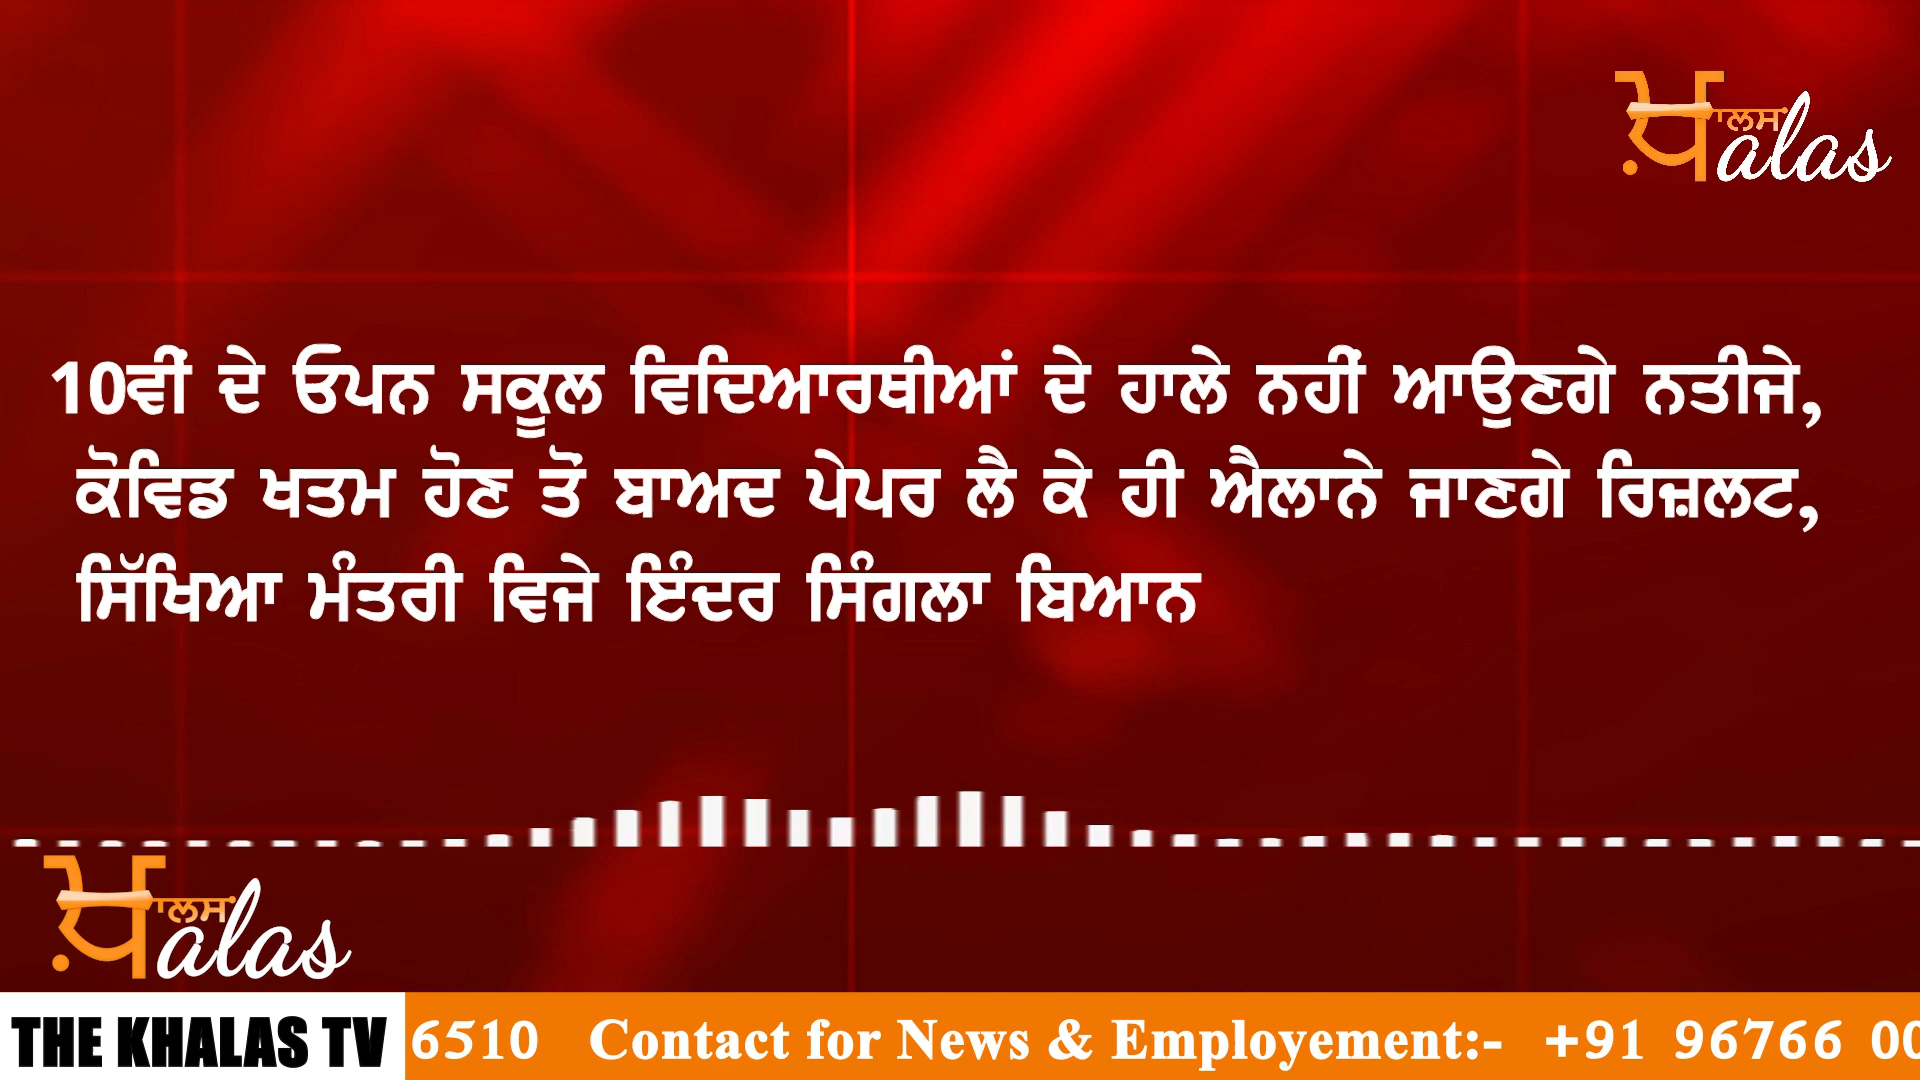 ਖ਼ਾਲਸ
alas
10ਵੀਂ ਦੇ ਓਪਨ ਸਕੂਲ ਵਿਦਿਆਰਥੀਆਂ ਦੇ ਹਾਲੇ ਨਹੀਂ ਆਉਣਗੇ ਨਤੀਜੇ,
ਕੋਵਿਡ ਖਤਮ ਹੋਣ ਤੋਂ ਬਾਅਦ ਪੇਪਰ ਲੈ ਕੇ ਹੀ ਐਲਾਨੇ ਜਾਣਗੇ ਰਿਜ਼ਲਟ,
ਸਿੱਖਿਆ ਮੰਤਰੀ ਵਿਜੇ ਇੰਦਰ ਸਿੰਗਲਾ ਬਿਆਨ
ਖ਼ਾਲਸ
alas
THE KHALAS TV 6510 Contact for News & Employement:- +91 96766 00